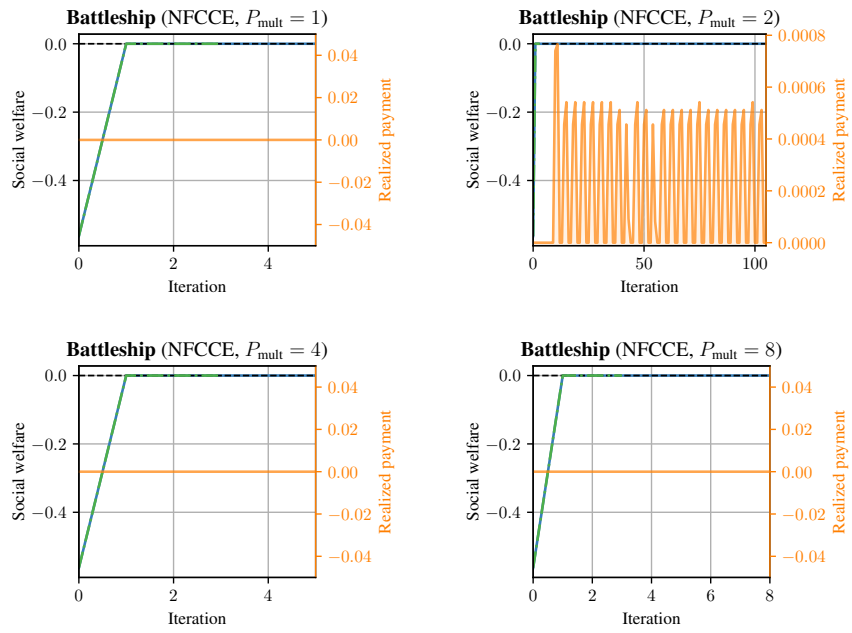 Battleship (NFCCE, P_mult = 1)
0.0
−0.2
−0.4
Social welfare
0.04
0.02
0.00
−0.02
−0.04
Realized payment
0 2 4
Iteration
Battleship (NFCCE, P_mult = 2)
0.0
−0.2
−0.4
Social welfare
0.0008
0.0006
0.0004
0.0002
0.0000
Realized payment
0 50 100
Iteration
Battleship (NFCCE, P_mult = 4)
0.0
−0.2
−0.4
Social welfare
0.04
0.02
0.00
−0.02
−0.04
Realized payment
0 2 4
Iteration
Battleship (NFCCE, P_mult = 8)
0.0
−0.2
−0.4
Social welfare
0.04
0.02
0.00
−0.02
−0.04
Realized payment
0 2 4 6 8
Iteration